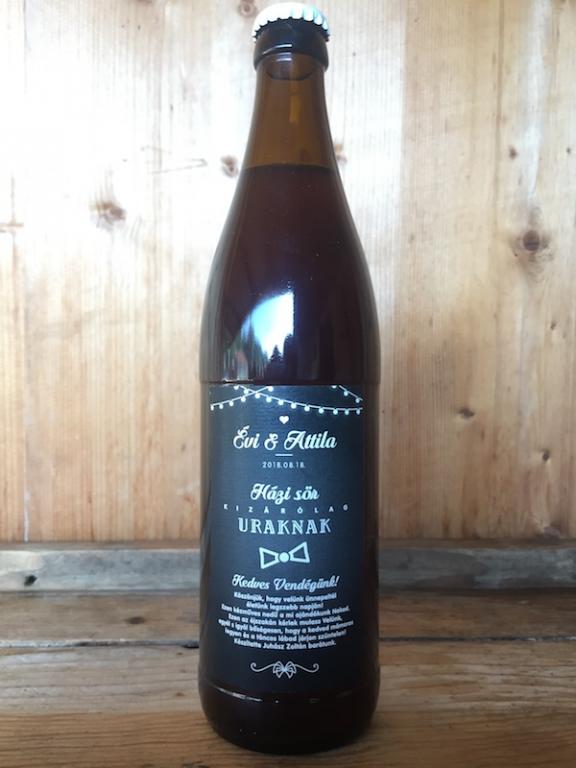 Évi & Attila
2018.08.18.
Házi sör
KIZÁRÓLAG
URAKNAK
Kedves Vendégünk!
Köszönjük, hogy velünk ünnepeltél
életünk legszebb napján!
Ezen kézműves nedű a mi ajándékunk Neked.
Ezen az éjszakán kérlek mulass Velünk,
egyél s igyál bőségesen, hogy a kedved mámoros
legyen és a táncos lábad járjon szüntelen!
Készítette Juhász Zoltán barátunk.